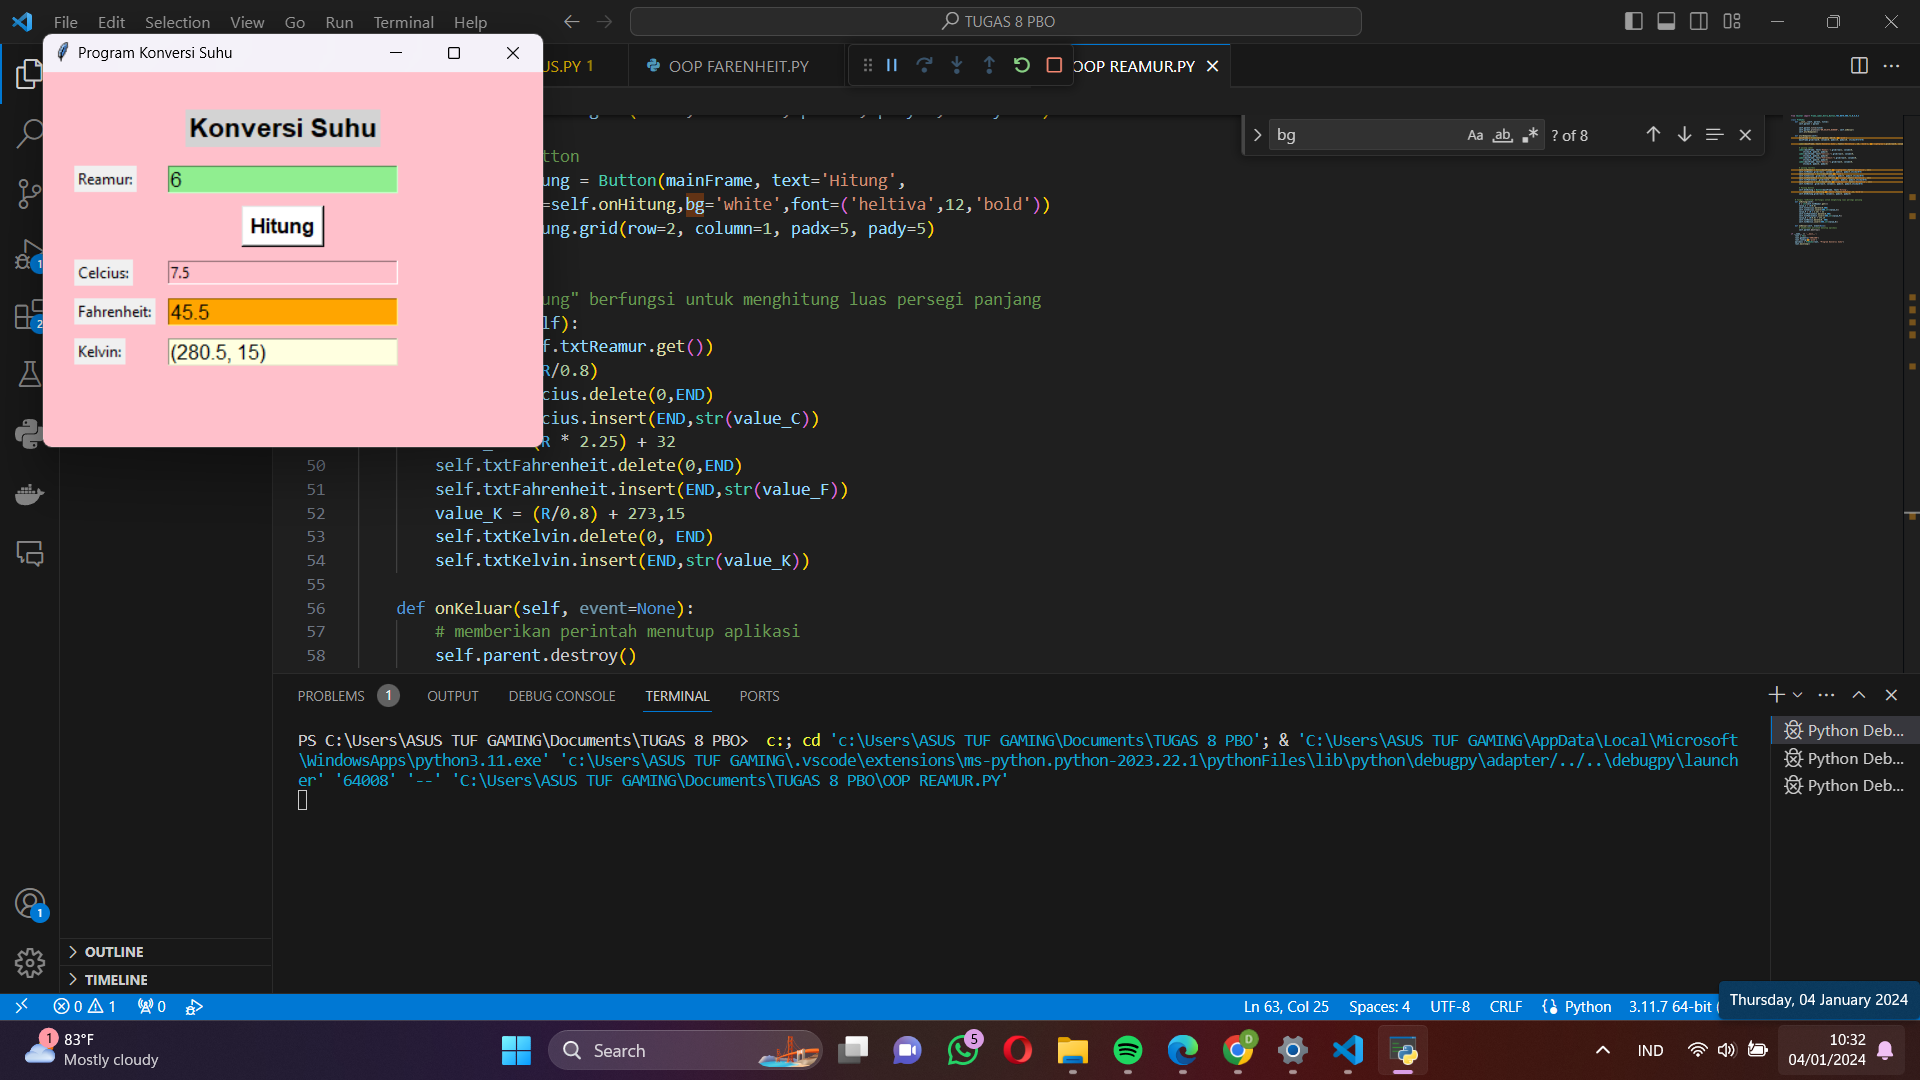 File Edit Selection View Go Run Terminal Help
TUGAS 8 PBO
Program Konversi Suhu
Konversi Suhu
Reamur: 6
Hitung
Celcius: 7.5
Fahrenheit: 45.5
Kelvin: (280.5, 15)
US.PY 1
OOP FARENHEIT.PY
OOP REAMUR.PY
bg
Aa ab ? of 8
tton
ung = Button(mainFrame, text='Hitung',
=self.onHitung,bg='white',font=('heltiva',12,'bold'))
ung.grid(row=2, column=1, padx=5, pady=5)
ung" berfungsi untuk menghitung luas persegi panjang
lf):
f.txtReamur.get())
R/0.8)
cius.delete(0,END)
cius.insert(END,str(value_C))
R * 2.25) + 32
50 self.txtFahrenheit.delete(0,END)
51 self.txtFahrenheit.insert(END,str(value_F))
52 value_K = (R/0.8) + 273,15
53 self.txtKelvin.delete(0, END)
54 self.txtKelvin.insert(END,str(value_K))
55
56 def onKeluar(self, event=None):
57 # memberikan perintah menutup aplikasi
58 self.parent.destroy()
PROBLEMS 1 OUTPUT DEBUG CONSOLE TERMINAL PORTS
PS C:\Users\ASUS TUF GAMING\Documents\TUGAS 8 PBO>  c:; cd 'c:\Users\ASUS TUF GAMING\Documents\TUGAS 8 PBO'; & 'C:\Users\ASUS TUF GAMING\AppData\Local\Microsoft
\WindowsApps\python3.11.exe' 'c:\Users\ASUS TUF GAMING\.vscode\extensions\ms-python.python-2023.22.1\pythonFiles\lib\python\debugpy\adapter/../..\debugpy\launch
er' '64008' '--' 'C:\Users\ASUS TUF GAMING\Documents\TUGAS 8 PBO\OOP REAMUR.PY'
Python Deb...
Python Deb...
Python Deb...
1
2
1
OUTLINE
TIMELINE
0 1 0
Ln 63, Col 25 Spaces: 4 UTF-8 CRLF Python 3.11.7 64-bit (
Thursday, 04 January 2024
1
83°F
Mostly cloudy
Search
5
D
IND
10:32
04/01/2024